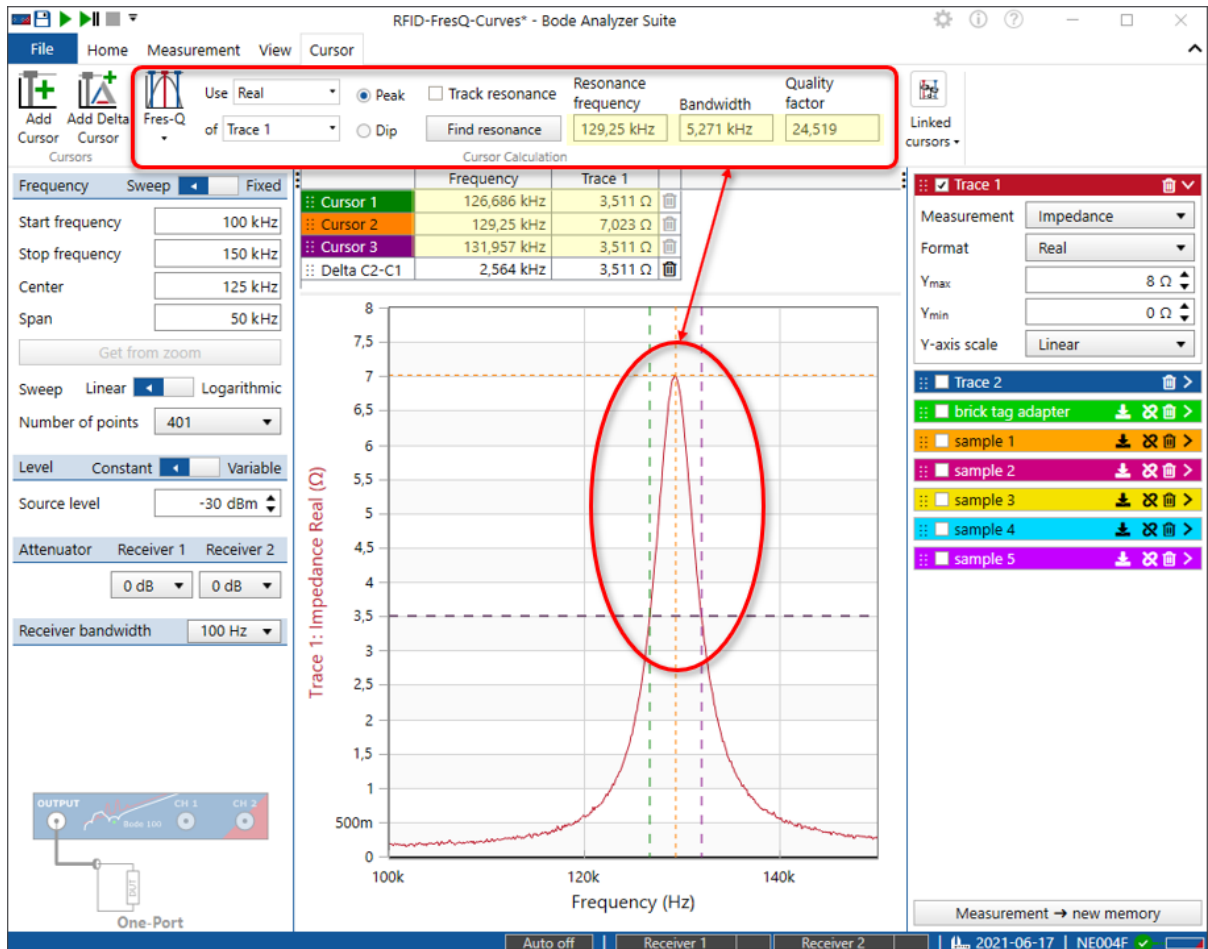 RFID-FresQ-Curves* - Bode Analyzer Suite
File Home Measurement View Cursor
Add Cursor
Add Delta Cursor
Cursors
Fres-Q
Use Real
of Trace 1
Peak
Dip
Track resonance
Find resonance
Resonance frequency
129,25 kHz
Bandwidth
5,271 kHz
Quality factor
24,519
Cursor Calculation
Linked cursors
Frequency Sweep Fixed
Start frequency 100 kHz
Stop frequency 150 kHz
Center 125 kHz
Span 50 kHz
Get from zoom
Sweep Linear Logarithmic
Number of points 401
Level Constant Variable
Source level -30 dBm
Attenuator Receiver 1 Receiver 2
0 dB 0 dB
Receiver bandwidth 100 Hz
OUTPUT CH 1 CH 2
Bode 100
DUT
One-Port
Frequency Trace 1
Cursor 1 126,686 kHz 3,511 Ω
Cursor 2 129,25 kHz 7,023 Ω
Cursor 3 131,957 kHz 3,511 Ω
Delta C2-C1 2,564 kHz 3,511 Ω
Trace 1: Impedance Real (Ω)
8
7,5
7
6,5
6
5,5
5
4,5
4
3,5
3
2,5
2
1,5
1
500m
0
100k 120k 140k
Frequency (Hz)
Trace 1
Measurement Impedance
Format Real
Ymax 8 Ω
Ymin 0 Ω
Y-axis scale Linear
Trace 2
brick tag adapter
sample 1
sample 2
sample 3
sample 4
sample 5
Measurement → new memory
Auto off Receiver 1 Receiver 2 2021-06-17 NE004F